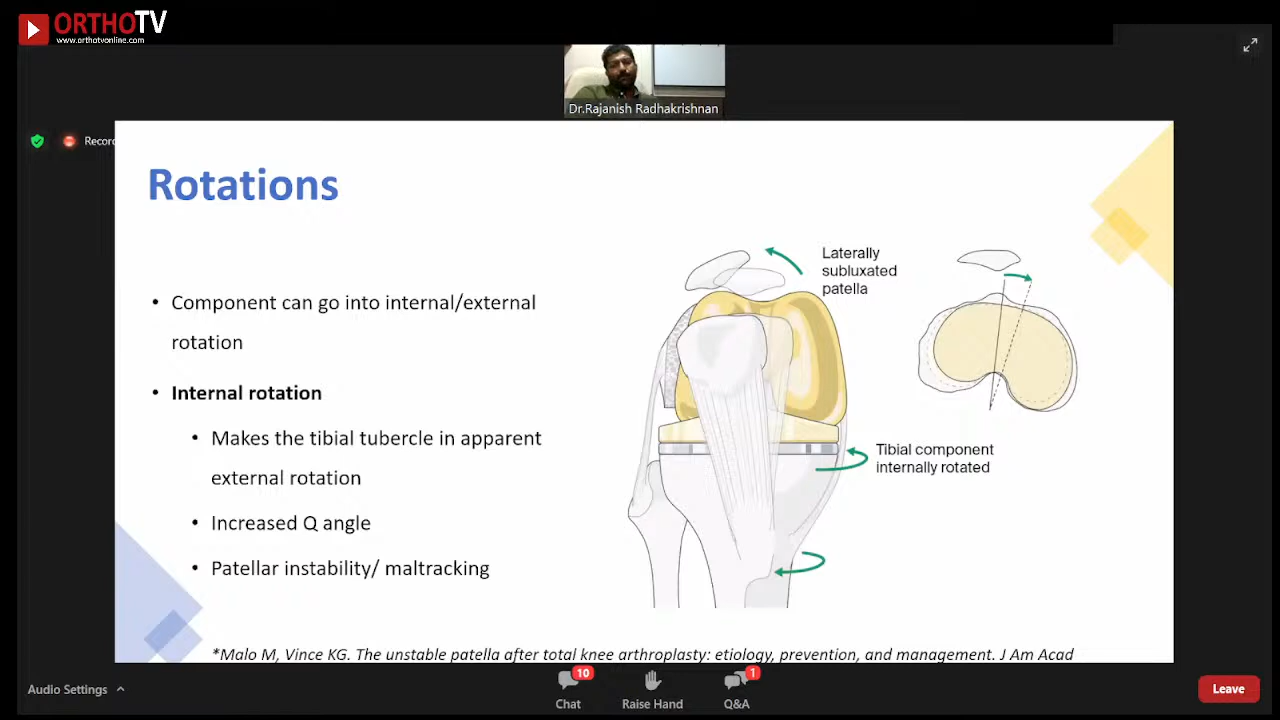 ORTHOTV
www.orthotvonline.com
Dr.Rajanish Radhakrishnan
Record
Rotations
• Component can go into internal/external
rotation
• Internal rotation
• Makes the tibial tubercle in apparent
external rotation
• Increased Q angle
• Patellar instability/ maltracking
Laterally
subluxated
patella
Tibial component
internally rotated
*Malo M, Vince KG. The unstable patella after total knee arthroplasty: etiology, prevention, and management. J Am Acad
Audio Settings
10
Chat
Raise Hand
1
Q&A
Leave